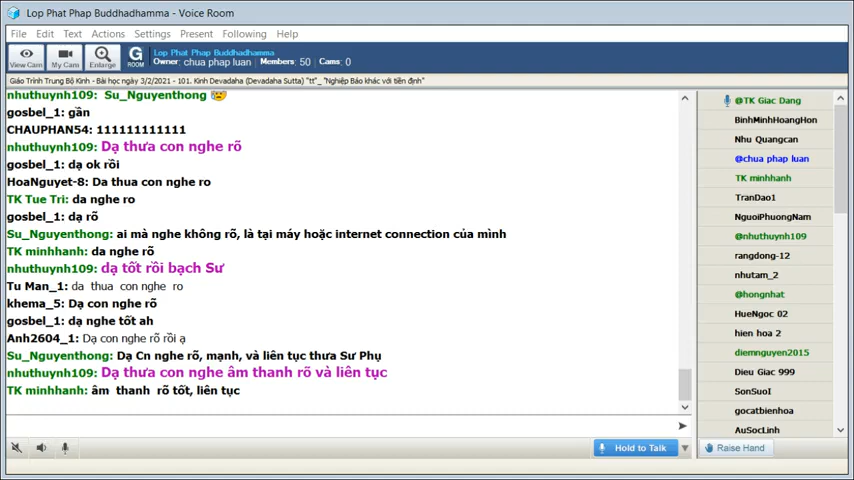 Lop Phat Phap Buddhadhamma - Voice Room
File Edit Text Actions Settings Present Following Help
View Cam My Cam Enlarge G ROOM
Lop Phat Phap Buddhadhamma
Owner: chua phap luan; Members: 50 Cams: 0
Giáo Trình Trung Bộ Kinh - Bài học ngày 3/2/2021 - 101. Kinh Devadaha (Devadaha Sutta) "tt"_ "Nghiệp Báo khác với tiền định"
nhuthuynh109: Su_Nguyenthong
gosbel_1: gần
CHAUPHAN54: 111111111111
nhuthuynh109: Dạ thưa con nghe rõ
gosbel_1: dạ ok rồi
HoaNguyet-8: Da thua con nghe ro
TK Tue Tri: da nghe ro
gosbel_1: dạ rõ
Su_Nguyenthong: ai mà nghe không rõ, là tại máy hoặc internet connection của mình
TK minhhanh: da nghe rõ
nhuthuynh109: dạ tốt rồi bạch Sư
Tu Man_1: da thua con nghe ro
khema_5: Dạ con nghe rõ
gosbel_1: dạ nghe tốt ah
Anh2604_1: Dạ con nghe rõ rồi ạ
Su_Nguyenthong: Dạ Cn nghe rõ, mạnh, và liên tục thưa Sư Phụ
nhuthuynh109: Dạ thưa con nghe âm thanh rõ và liên tục
TK minhhanh: âm thanh rõ tốt, liên tục
Hold to Talk
@TK Giac Dang
BinhMinhHoangHon
Nhu Quangcan
@chua phap luan
TK minhhanh
TranDao1
NguoiPhuongNam
@nhuthuynh109
rangdong-12
nhutam_2
@hongnhat
HueNgoc 02
hien hoa 2
diemnguyen2015
Dieu Giac 999
SonSuoI
gocatbienhoa
AuSocLinh
Raise Hand